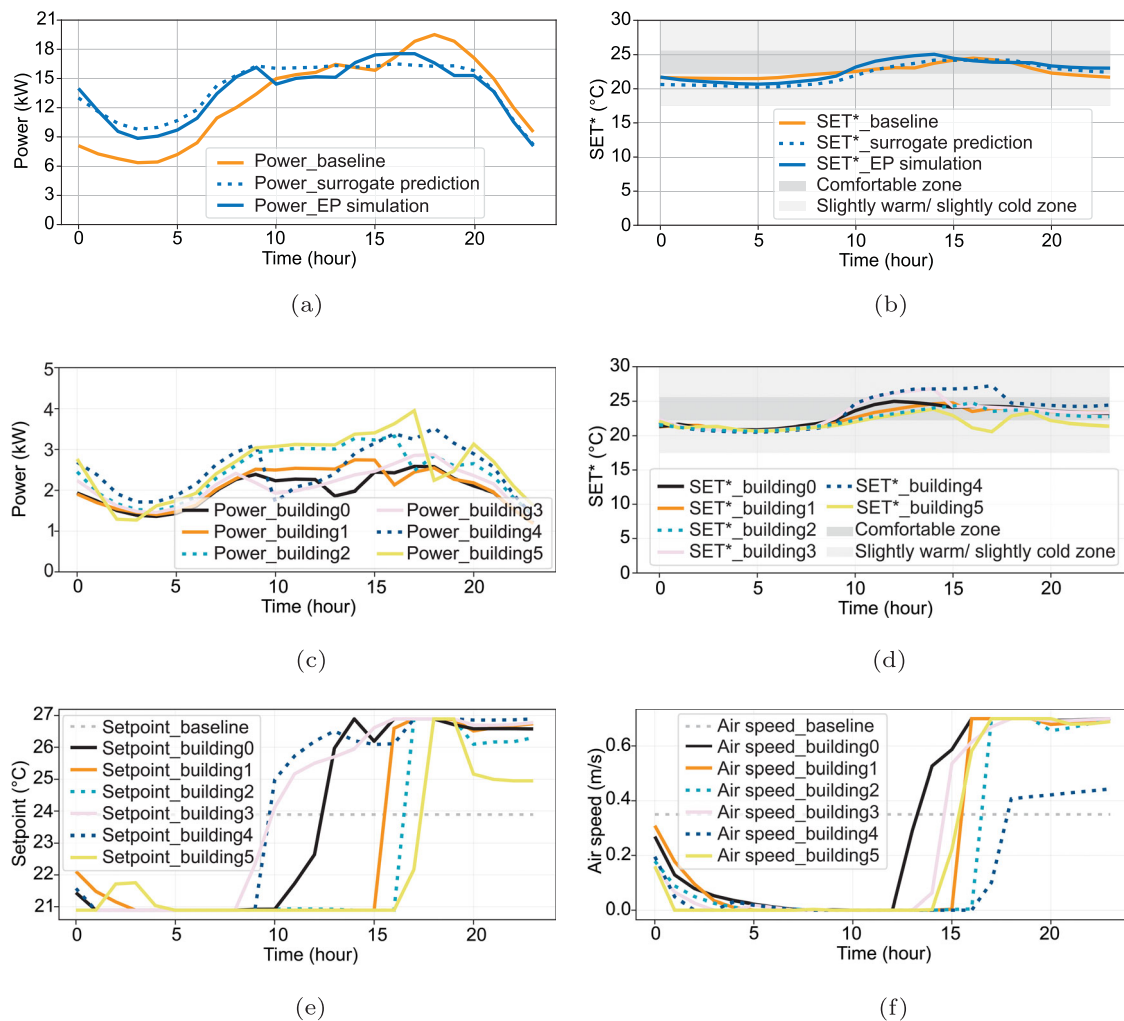 21
18
15
12
9
6
3
0
Power (kW)
Power_baseline
Power_surrogate prediction
Power_EP simulation
0 5 10 15 20
Time (hour)
(a)
30
25
20
15
10
5
0
SET* (°C)
SET*_baseline
SET*_surrogate prediction
SET*_EP simulation
Comfortable zone
Slightly warm/ slightly cold zone
0 5 10 15 20
Time (hour)
(b)
5
4
3
2
1
0
Power (kW)
Power_building0 Power_building3
Power_building1 Power_building4
Power_building2 Power_building5
0 5 10 15 20
Time (hour)
(c)
30
25
20
15
10
5
0
SET* (°C)
SET*_building0 SET*_building4
SET*_building1 SET*_building5
SET*_building2 Comfortable zone
SET*_building3 Slightly warm/ slightly cold zone
0 5 10 15 20
Time (hour)
(d)
27
26
25
24
23
22
21
Setpoint (°C)
Setpoint_baseline
Setpoint_building0
Setpoint_building1
Setpoint_building2
Setpoint_building3
Setpoint_building4
Setpoint_building5
0 5 10 15 20
Time (hour)
(e)
0.6
0.4
0.2
0.0
Air speed (m/s)
Air speed_baseline
Air speed_building0
Air speed_building1
Air speed_building2
Air speed_building3
Air speed_building4
Air speed_building5
0 5 10 15 20
Time (hour)
(f)